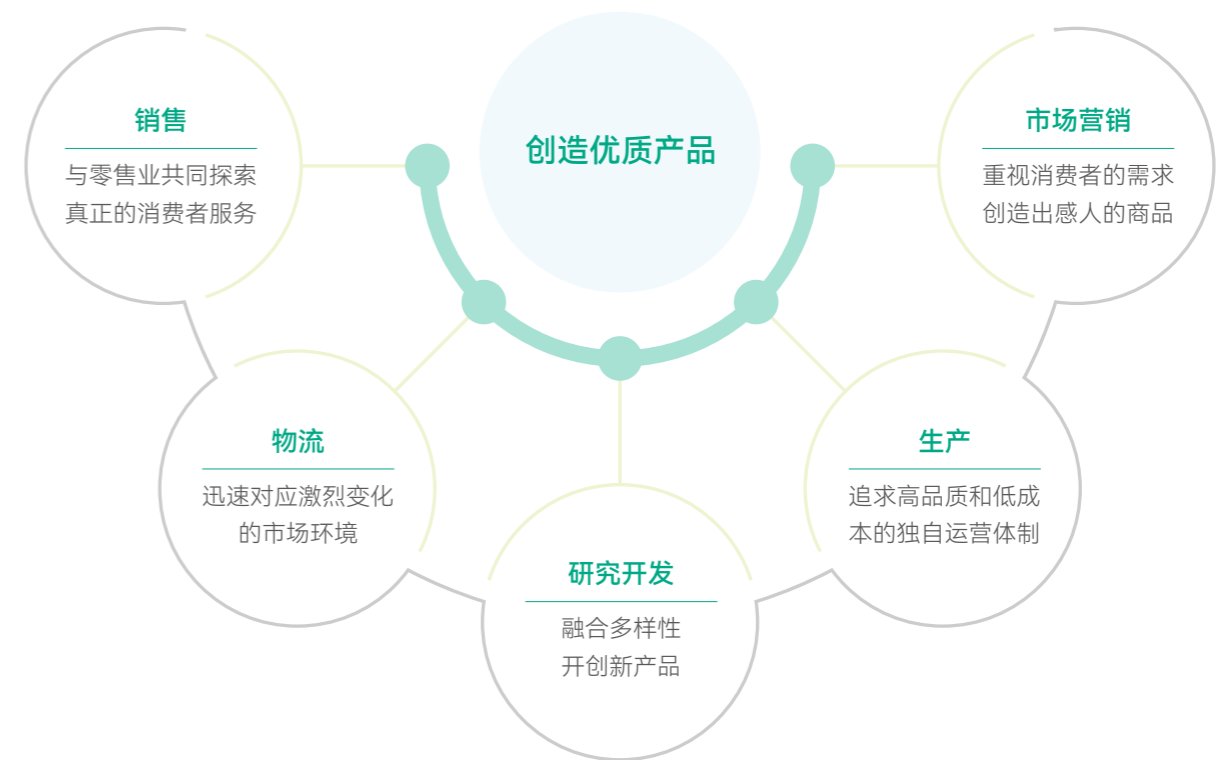 创造优质产品
销售
与零售业共同探索
真正的消费者服务
市场营销
重视消费者的需求
创造出感人的商品
物流
迅速对应激烈变化
的市场环境
生产
追求高品质和低成
本的独自运营体制
研究开发
融合多样性
开创新产品